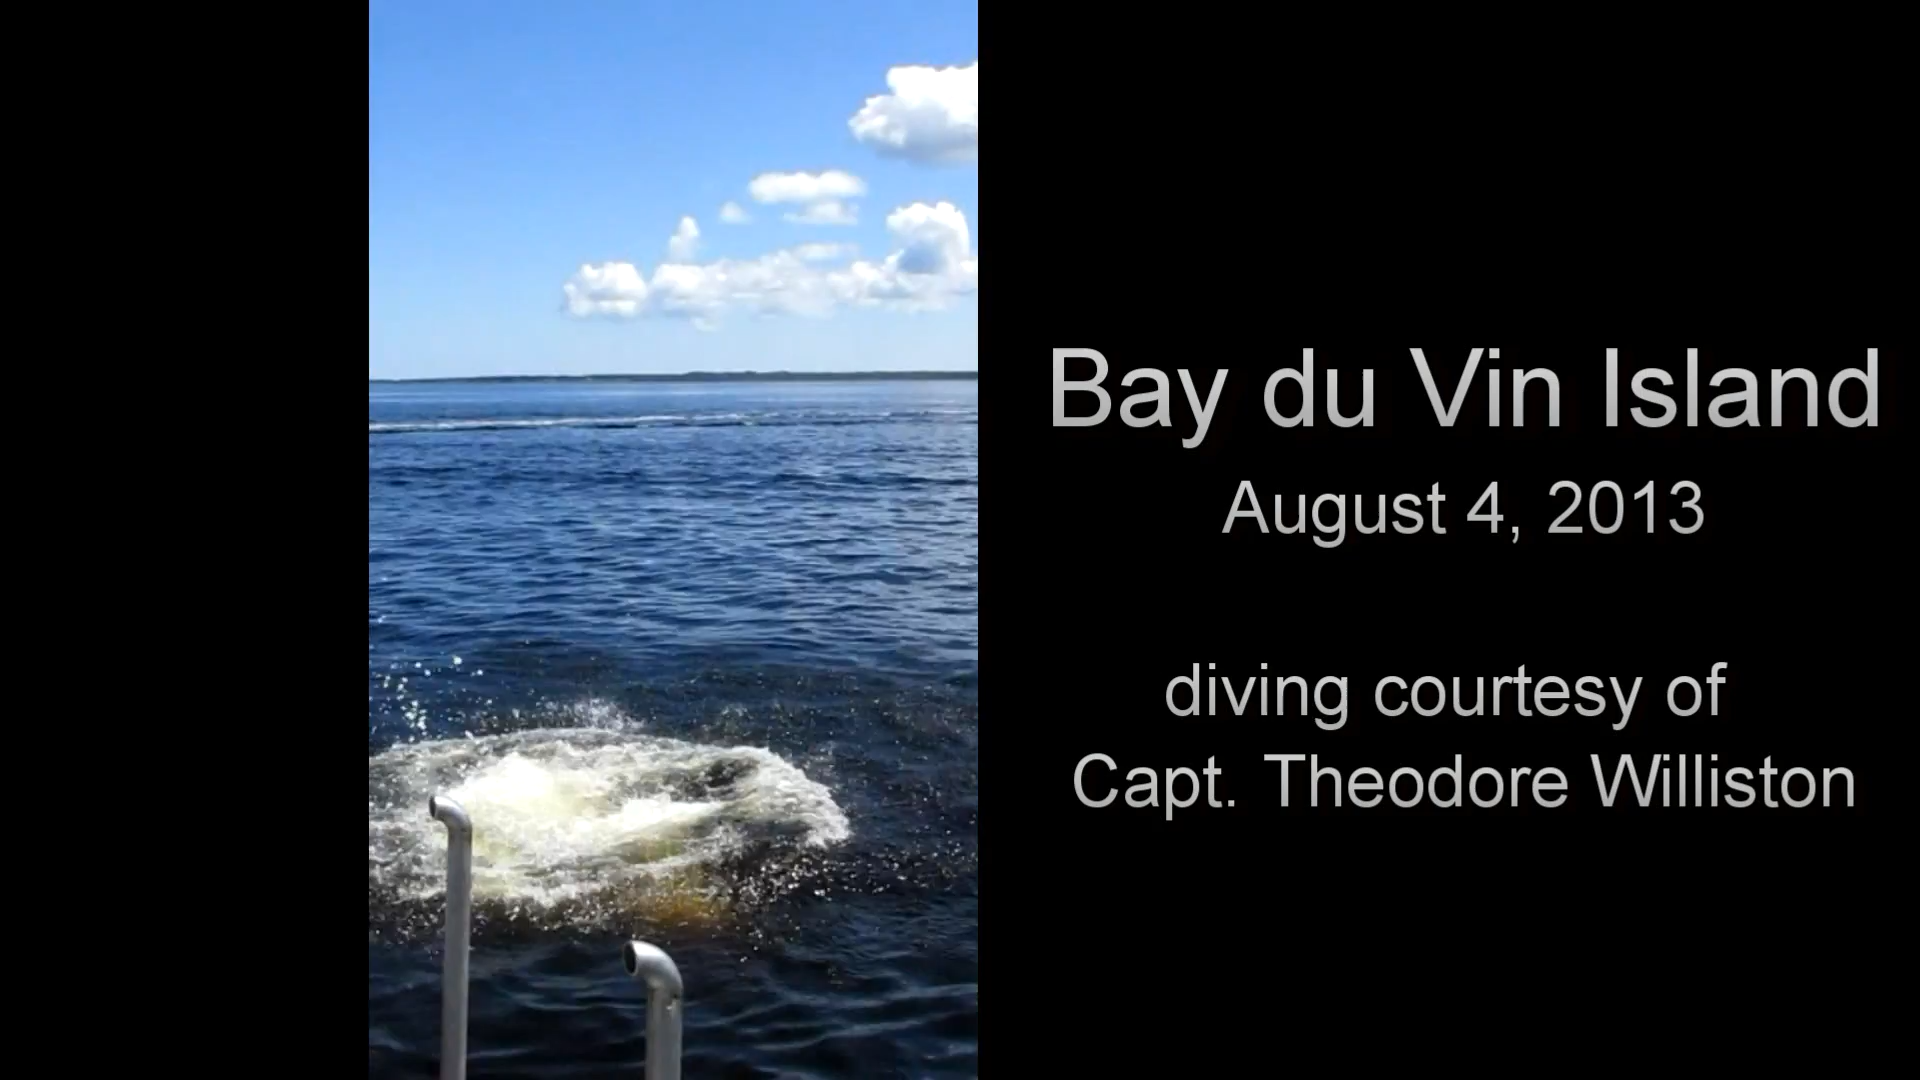 Bay du Vin Island
August 4, 2013
diving courtesy of
Capt. Theodore Williston